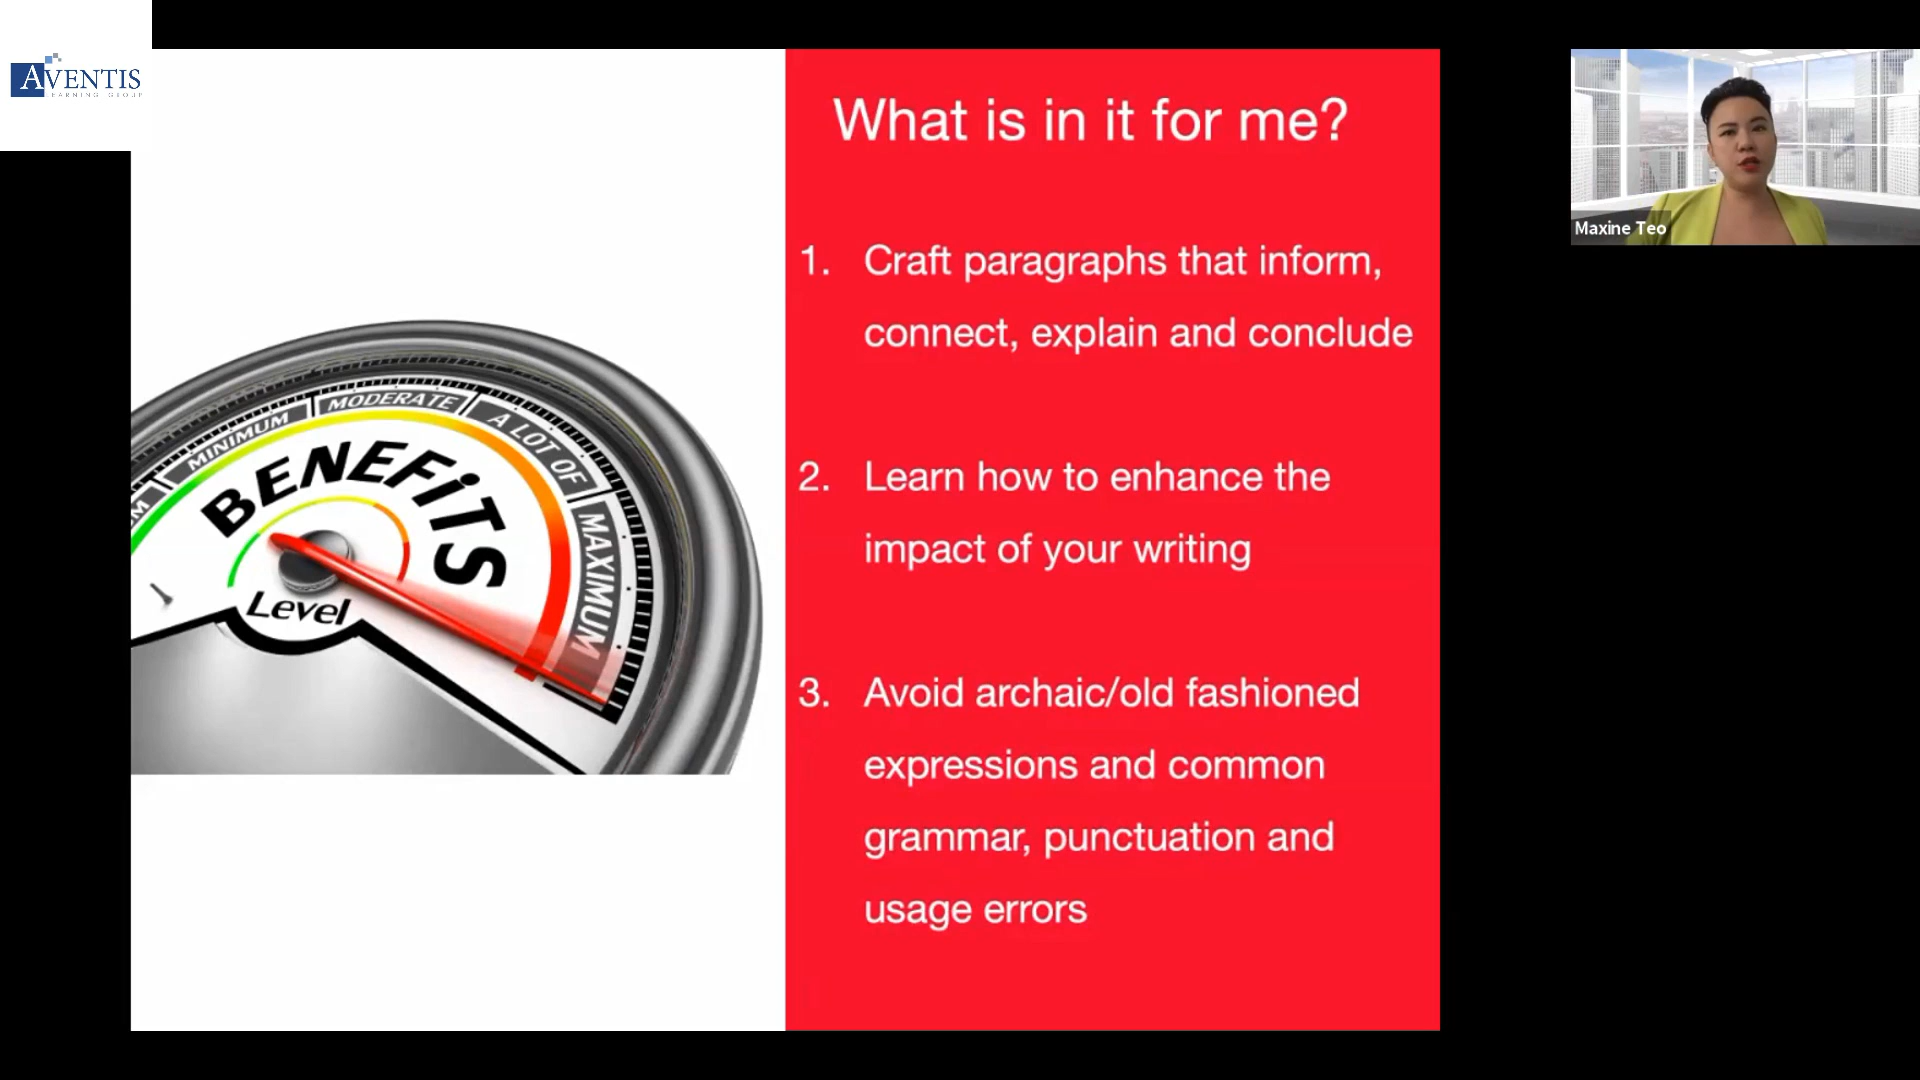 AVENTIS
LEARNING GROUP
What is in it for me?
1. Craft paragraphs that inform,
connect, explain and conclude
2. Learn how to enhance the
impact of your writing
3. Avoid archaic/old fashioned
expressions and common
grammar, punctuation and
usage errors
MINIMUM
MODERATE
A LOT OF
MAXIMUM
BENEFiTS
Level
Maxine Teo